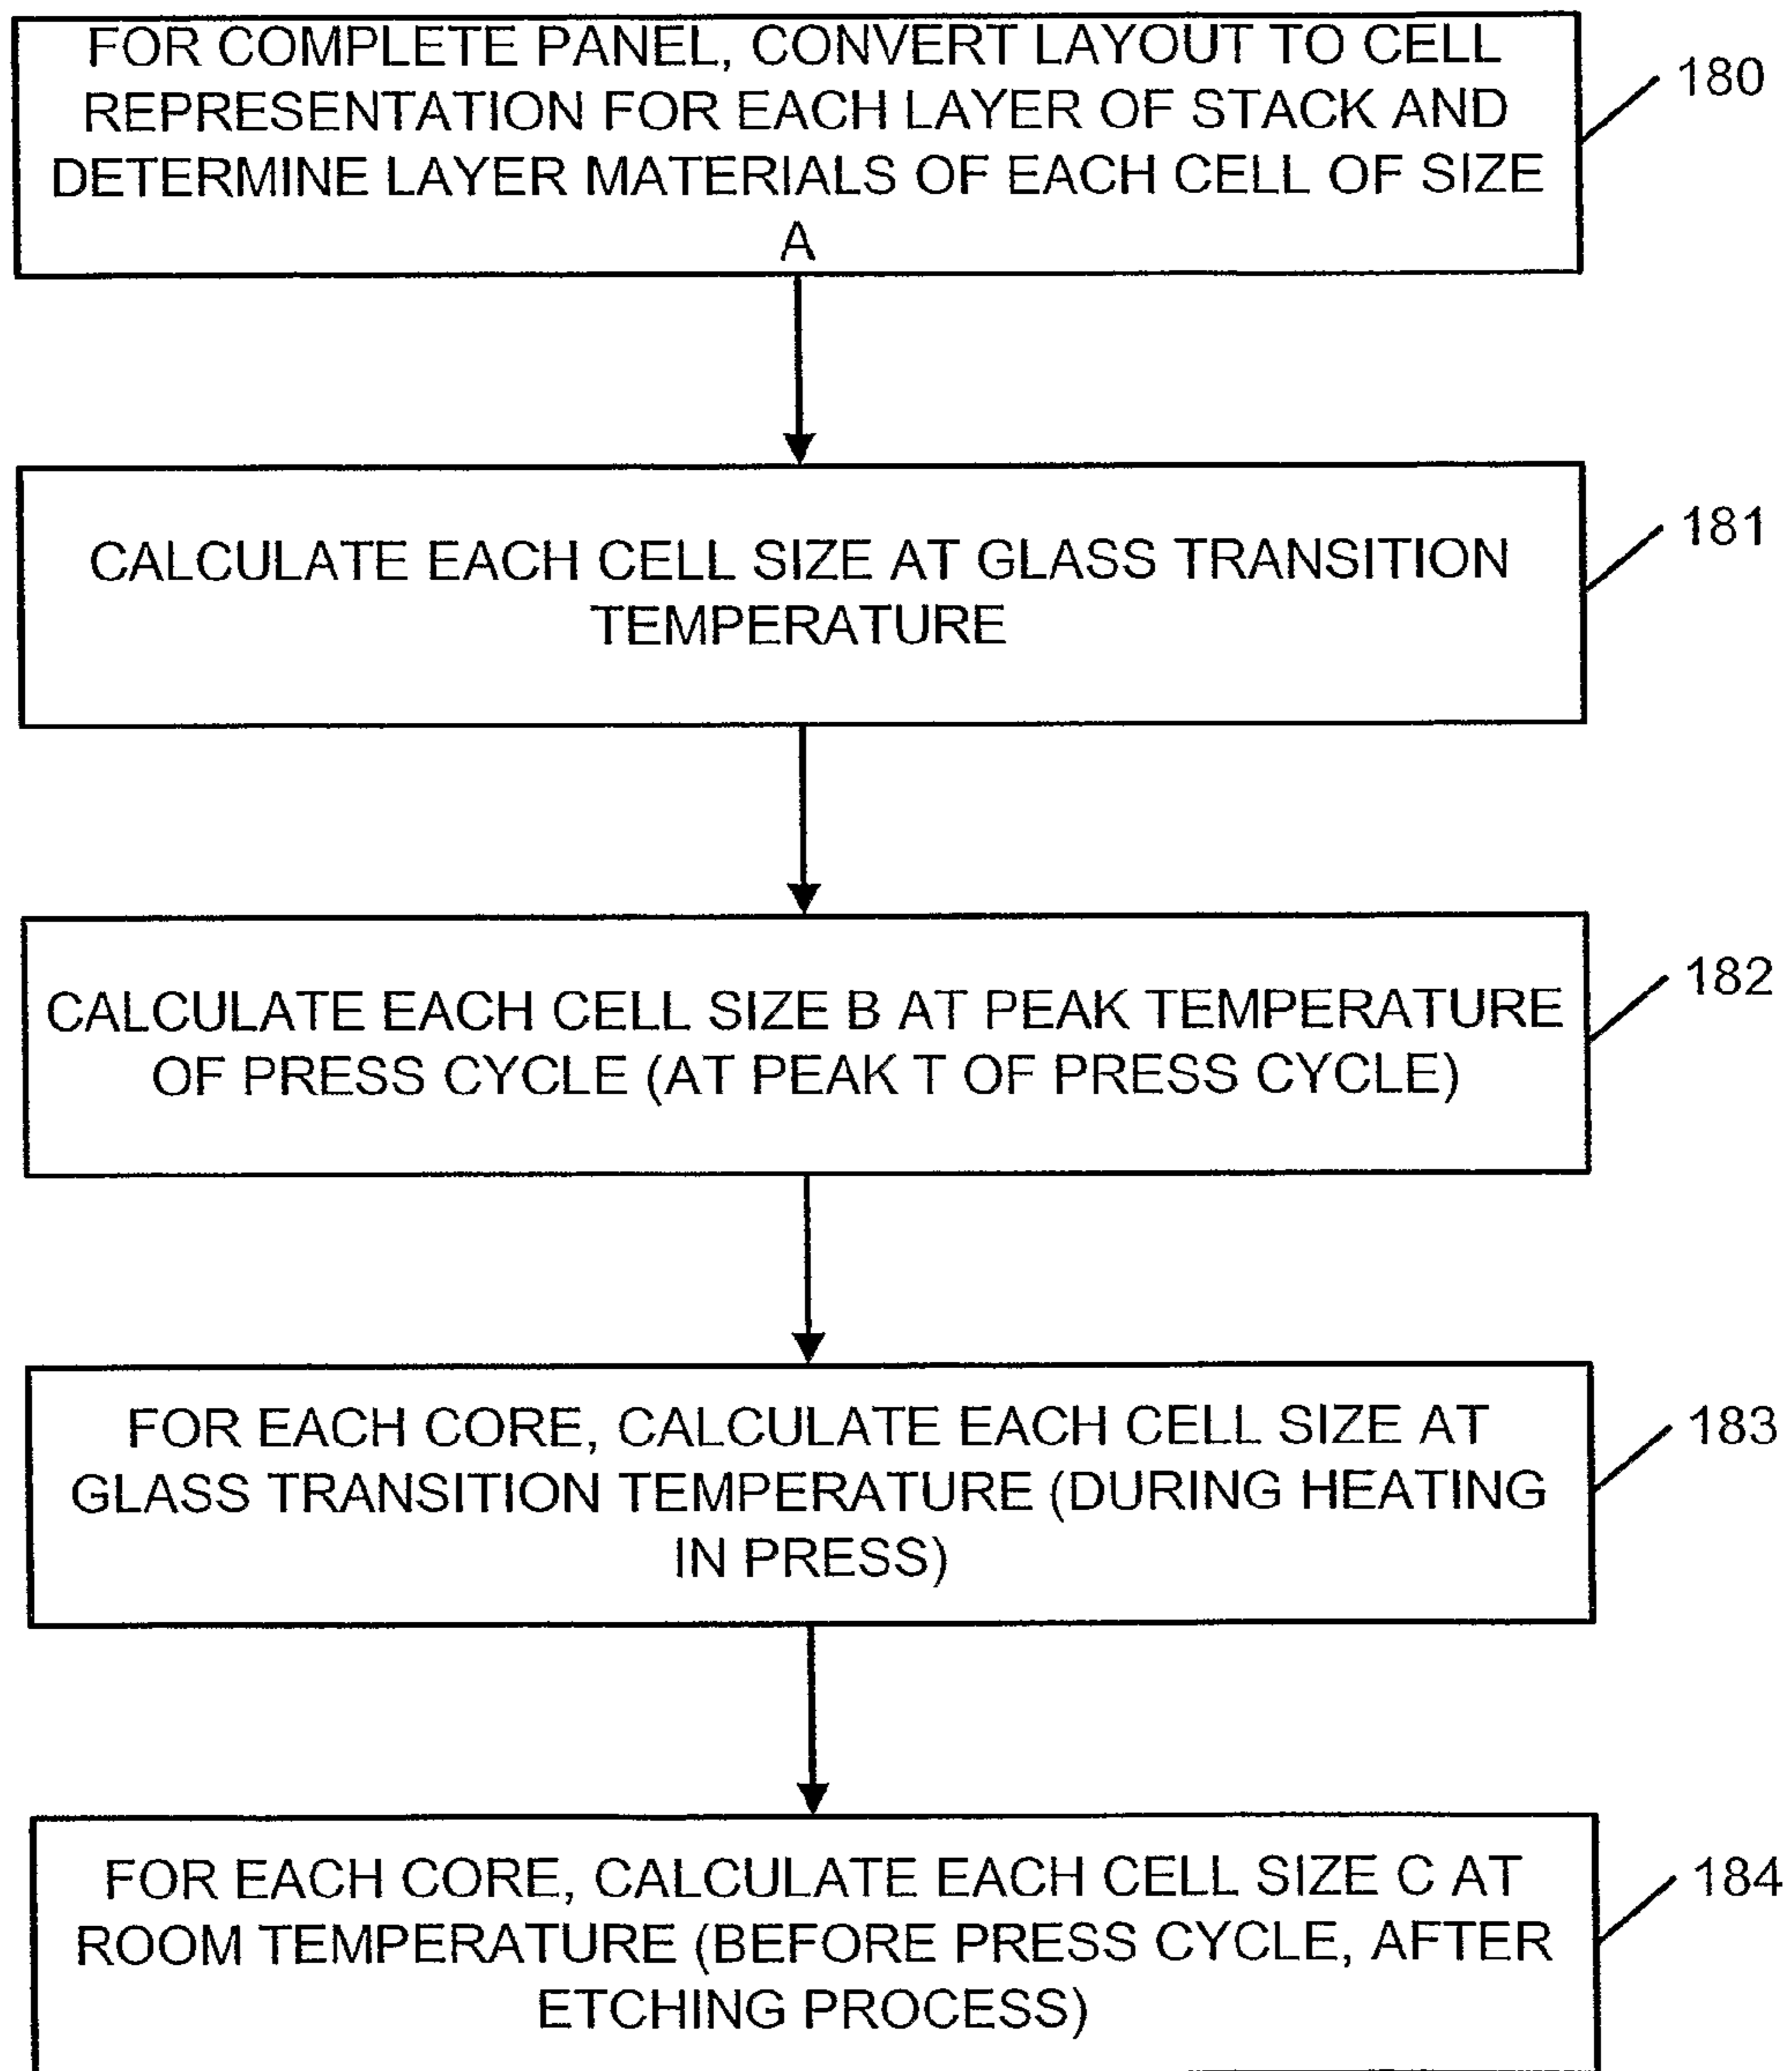 FOR COMPLETE PANEL, CONVERT LAYOUT TO CELL
REPRESENTATION FOR EACH LAYER OF STACK AND
DETERMINE LAYER MATERIALS OF EACH CELL OF SIZE
A
180
CALCULATE EACH CELL SIZE AT GLASS TRANSITION
TEMPERATURE
181
CALCULATE EACH CELL SIZE B AT PEAK TEMPERATURE
OF PRESS CYCLE (AT PEAK T OF PRESS CYCLE)
182
FOR EACH CORE, CALCULATE EACH CELL SIZE AT
GLASS TRANSITION TEMPERATURE (DURING HEATING
IN PRESS)
183
FOR EACH CORE, CALCULATE EACH CELL SIZE C AT
ROOM TEMPERATURE (BEFORE PRESS CYCLE, AFTER
ETCHING PROCESS)
184